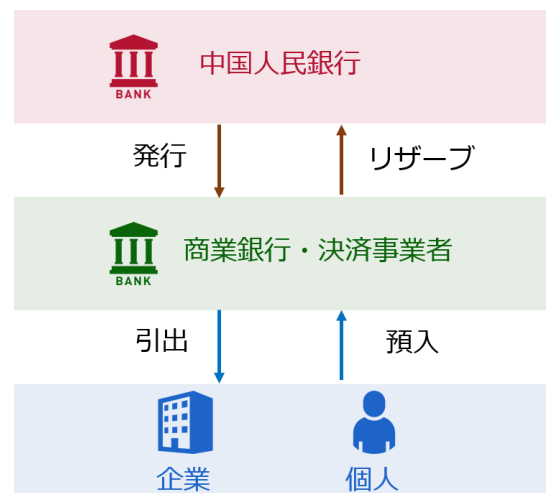 BANK
中国人民銀行
発行
リザーブ
BANK
商業銀行・決済事業者
引出
預入
企業
個人